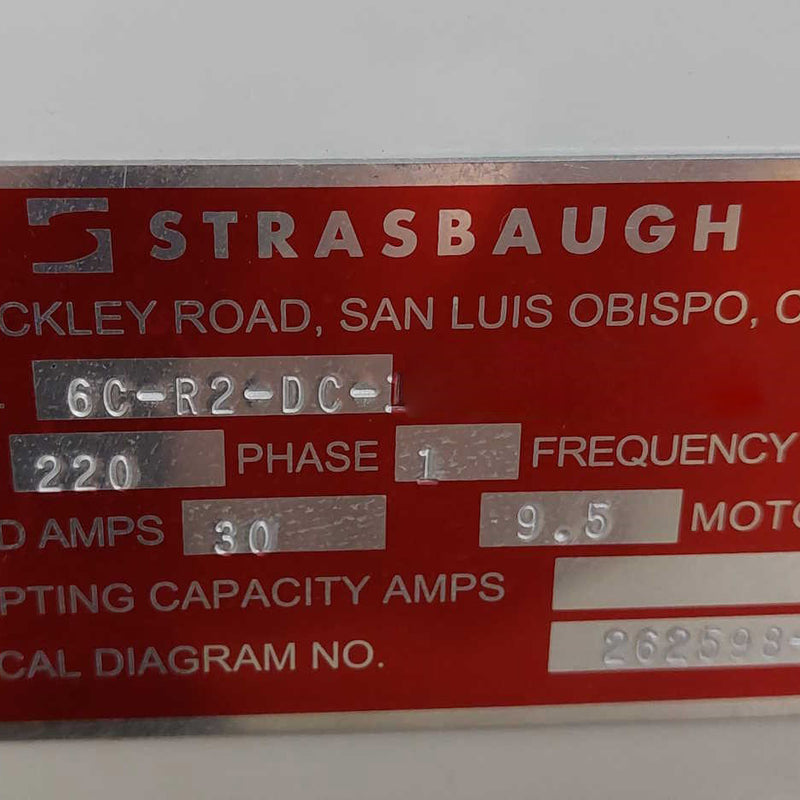 STRASBAUGH
CKLEY ROAD, SAN LUIS OBISPO, C
6C-R2-DC-1
220 PHASE 1 FREQUENCY
D AMPS 30 9.5 MOTO
PTING CAPACITY AMPS
CAL DIAGRAM NO. 262598-